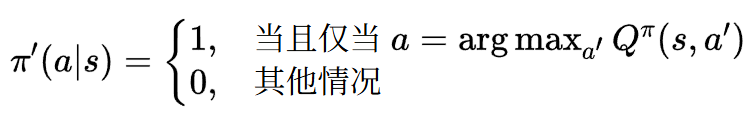 π′(a|s) = { 1, 当且仅当 a = arg max_{a′} Q^π(s, a′)
0, 其他情况